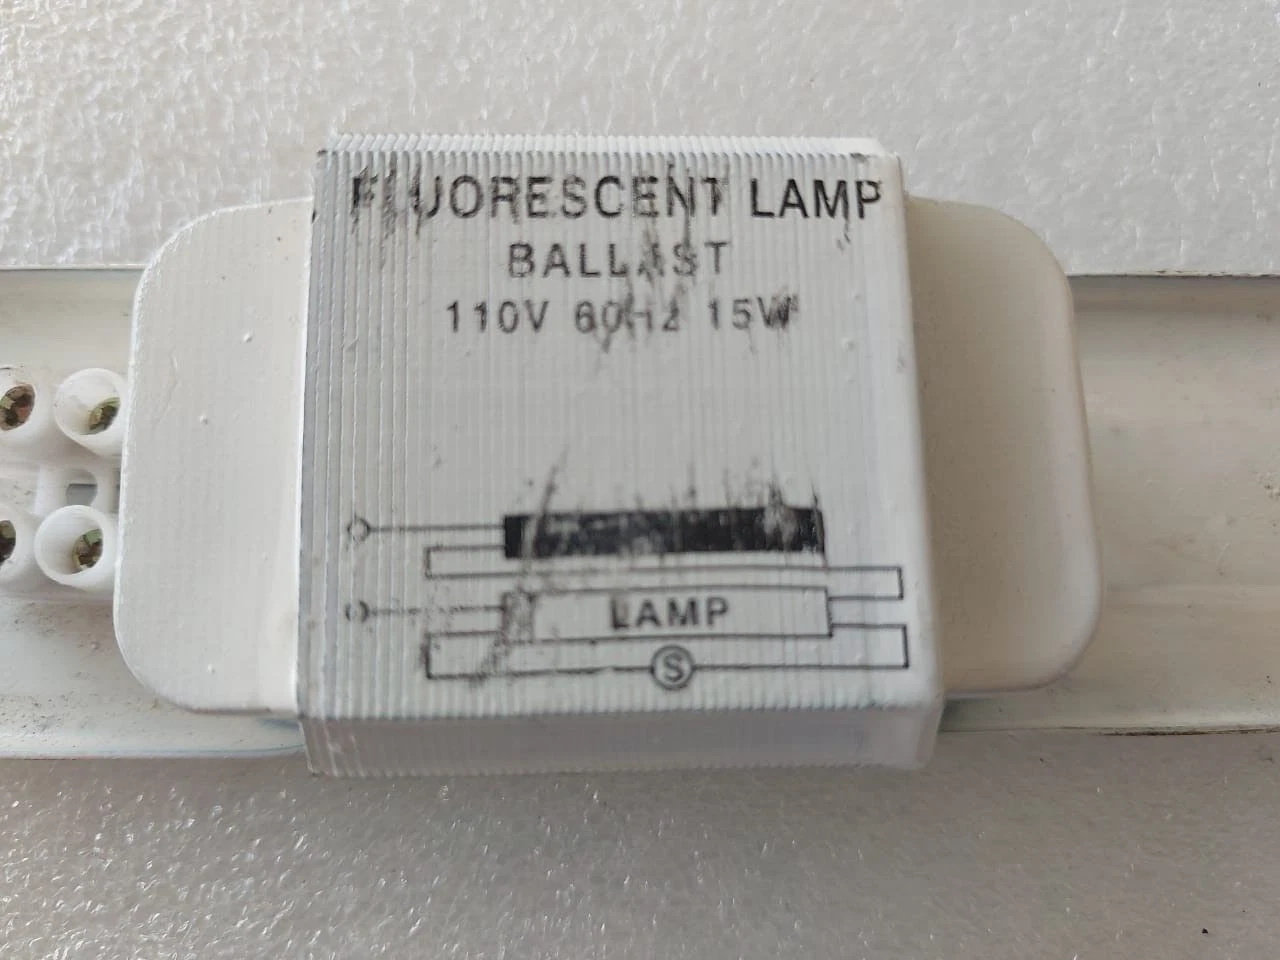 FLUORESCENT LAMP
BALLAST
110V 60Hz 15W
LAMP
S